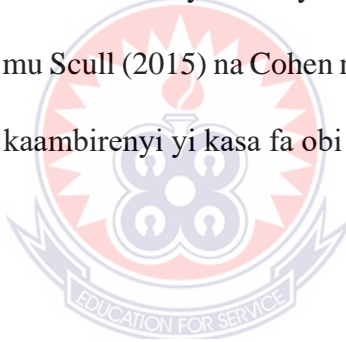 mu Scull (2015) na Cohen
kaambirenyi yi kasa fa obi
EDUCATION FOR SERVICE